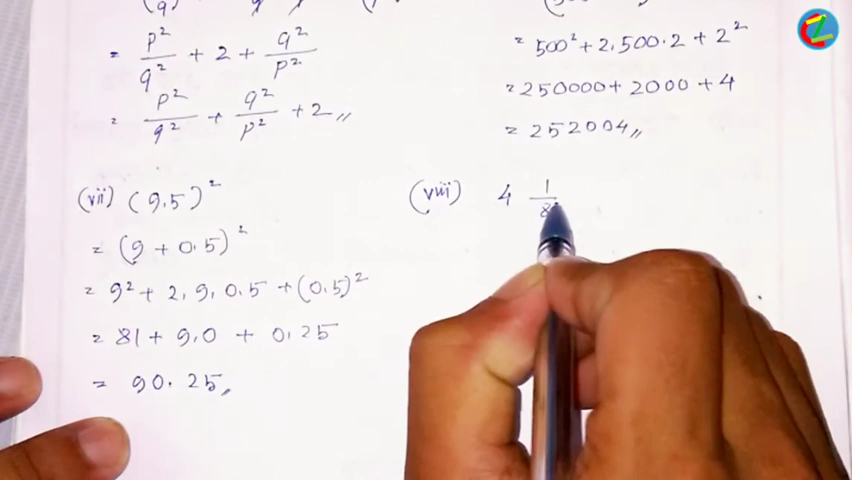 = p²/q² + 2 + q²/p²
= p²/q² + q²/p² + 2 //
= 500² + 2.500.2 + 2²
= 250000 + 2000 + 4
= 252004 //
(vii) (9.5)²
= (9 + 0.5)²
= 9² + 2.9.0.5 + (0.5)²
= 81 + 9.0 + 0.25
= 90.25 //
(viii) 4 1/8